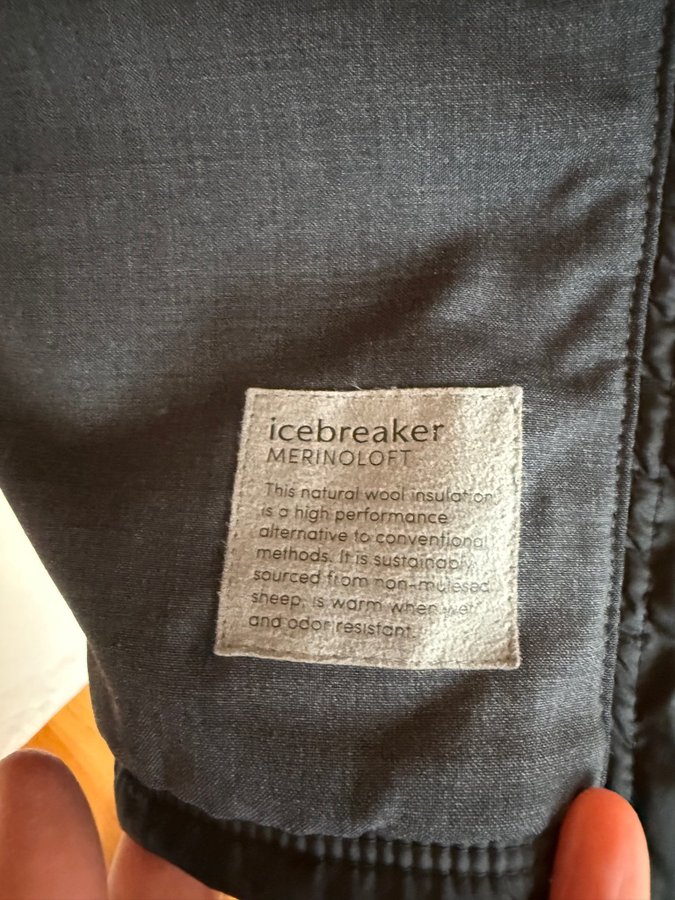 icebreaker
MERINOLOFT
This natural wool insulation
is a high performance
alternative to conventional
methods. It is sustainably
sourced from non-mulesed
sheep, is warm when wet
and odor resistant.